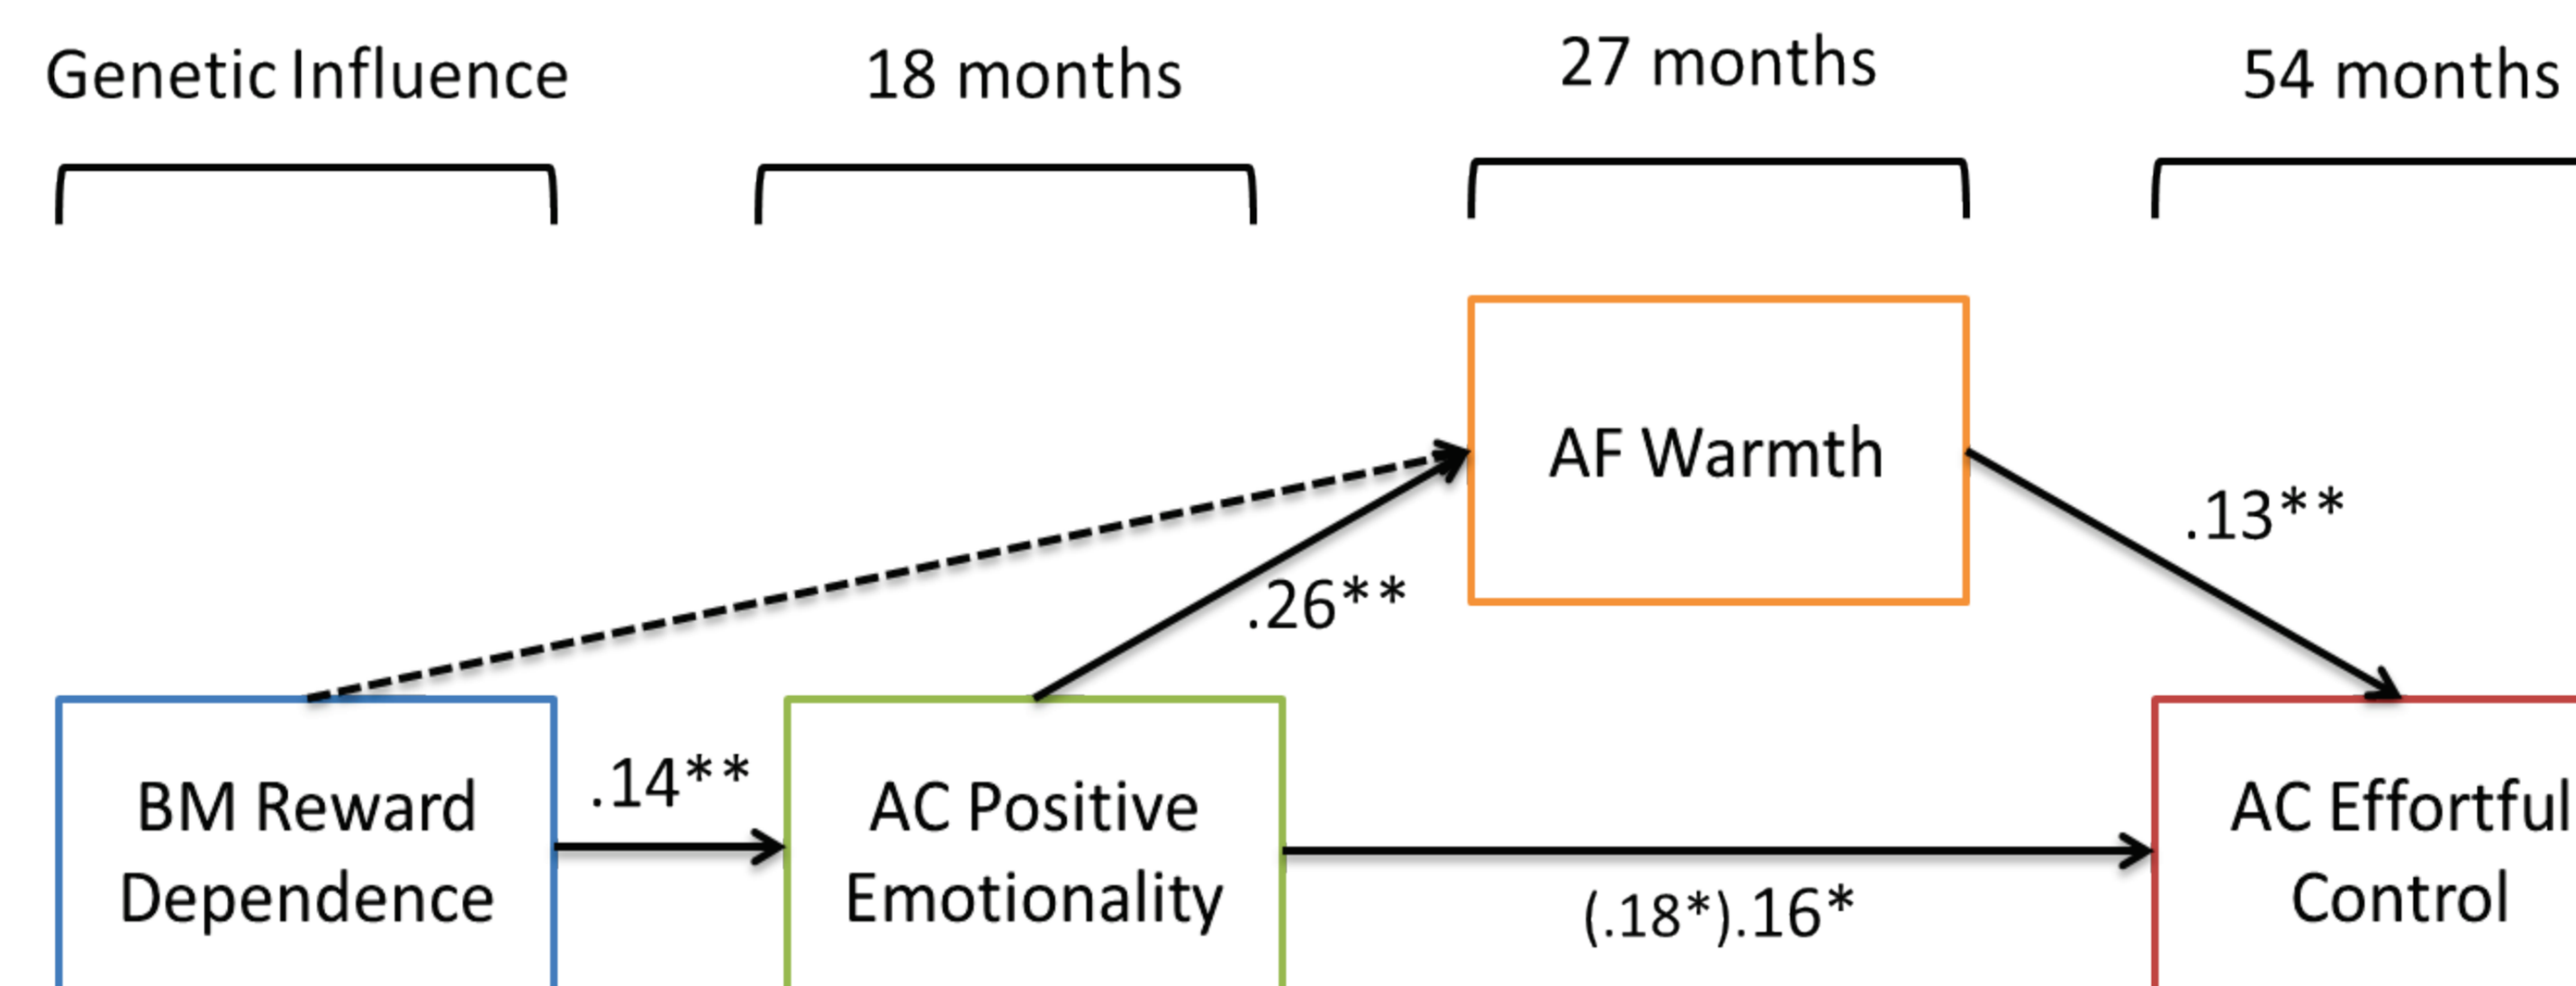 Genetic Influence
18 months
27 months
54 months
AF Warmth
.13**
.26**
.14**
BM Reward
Dependence
AC Positive
Emotionality
(.18*).16*
AC Effortful
Control